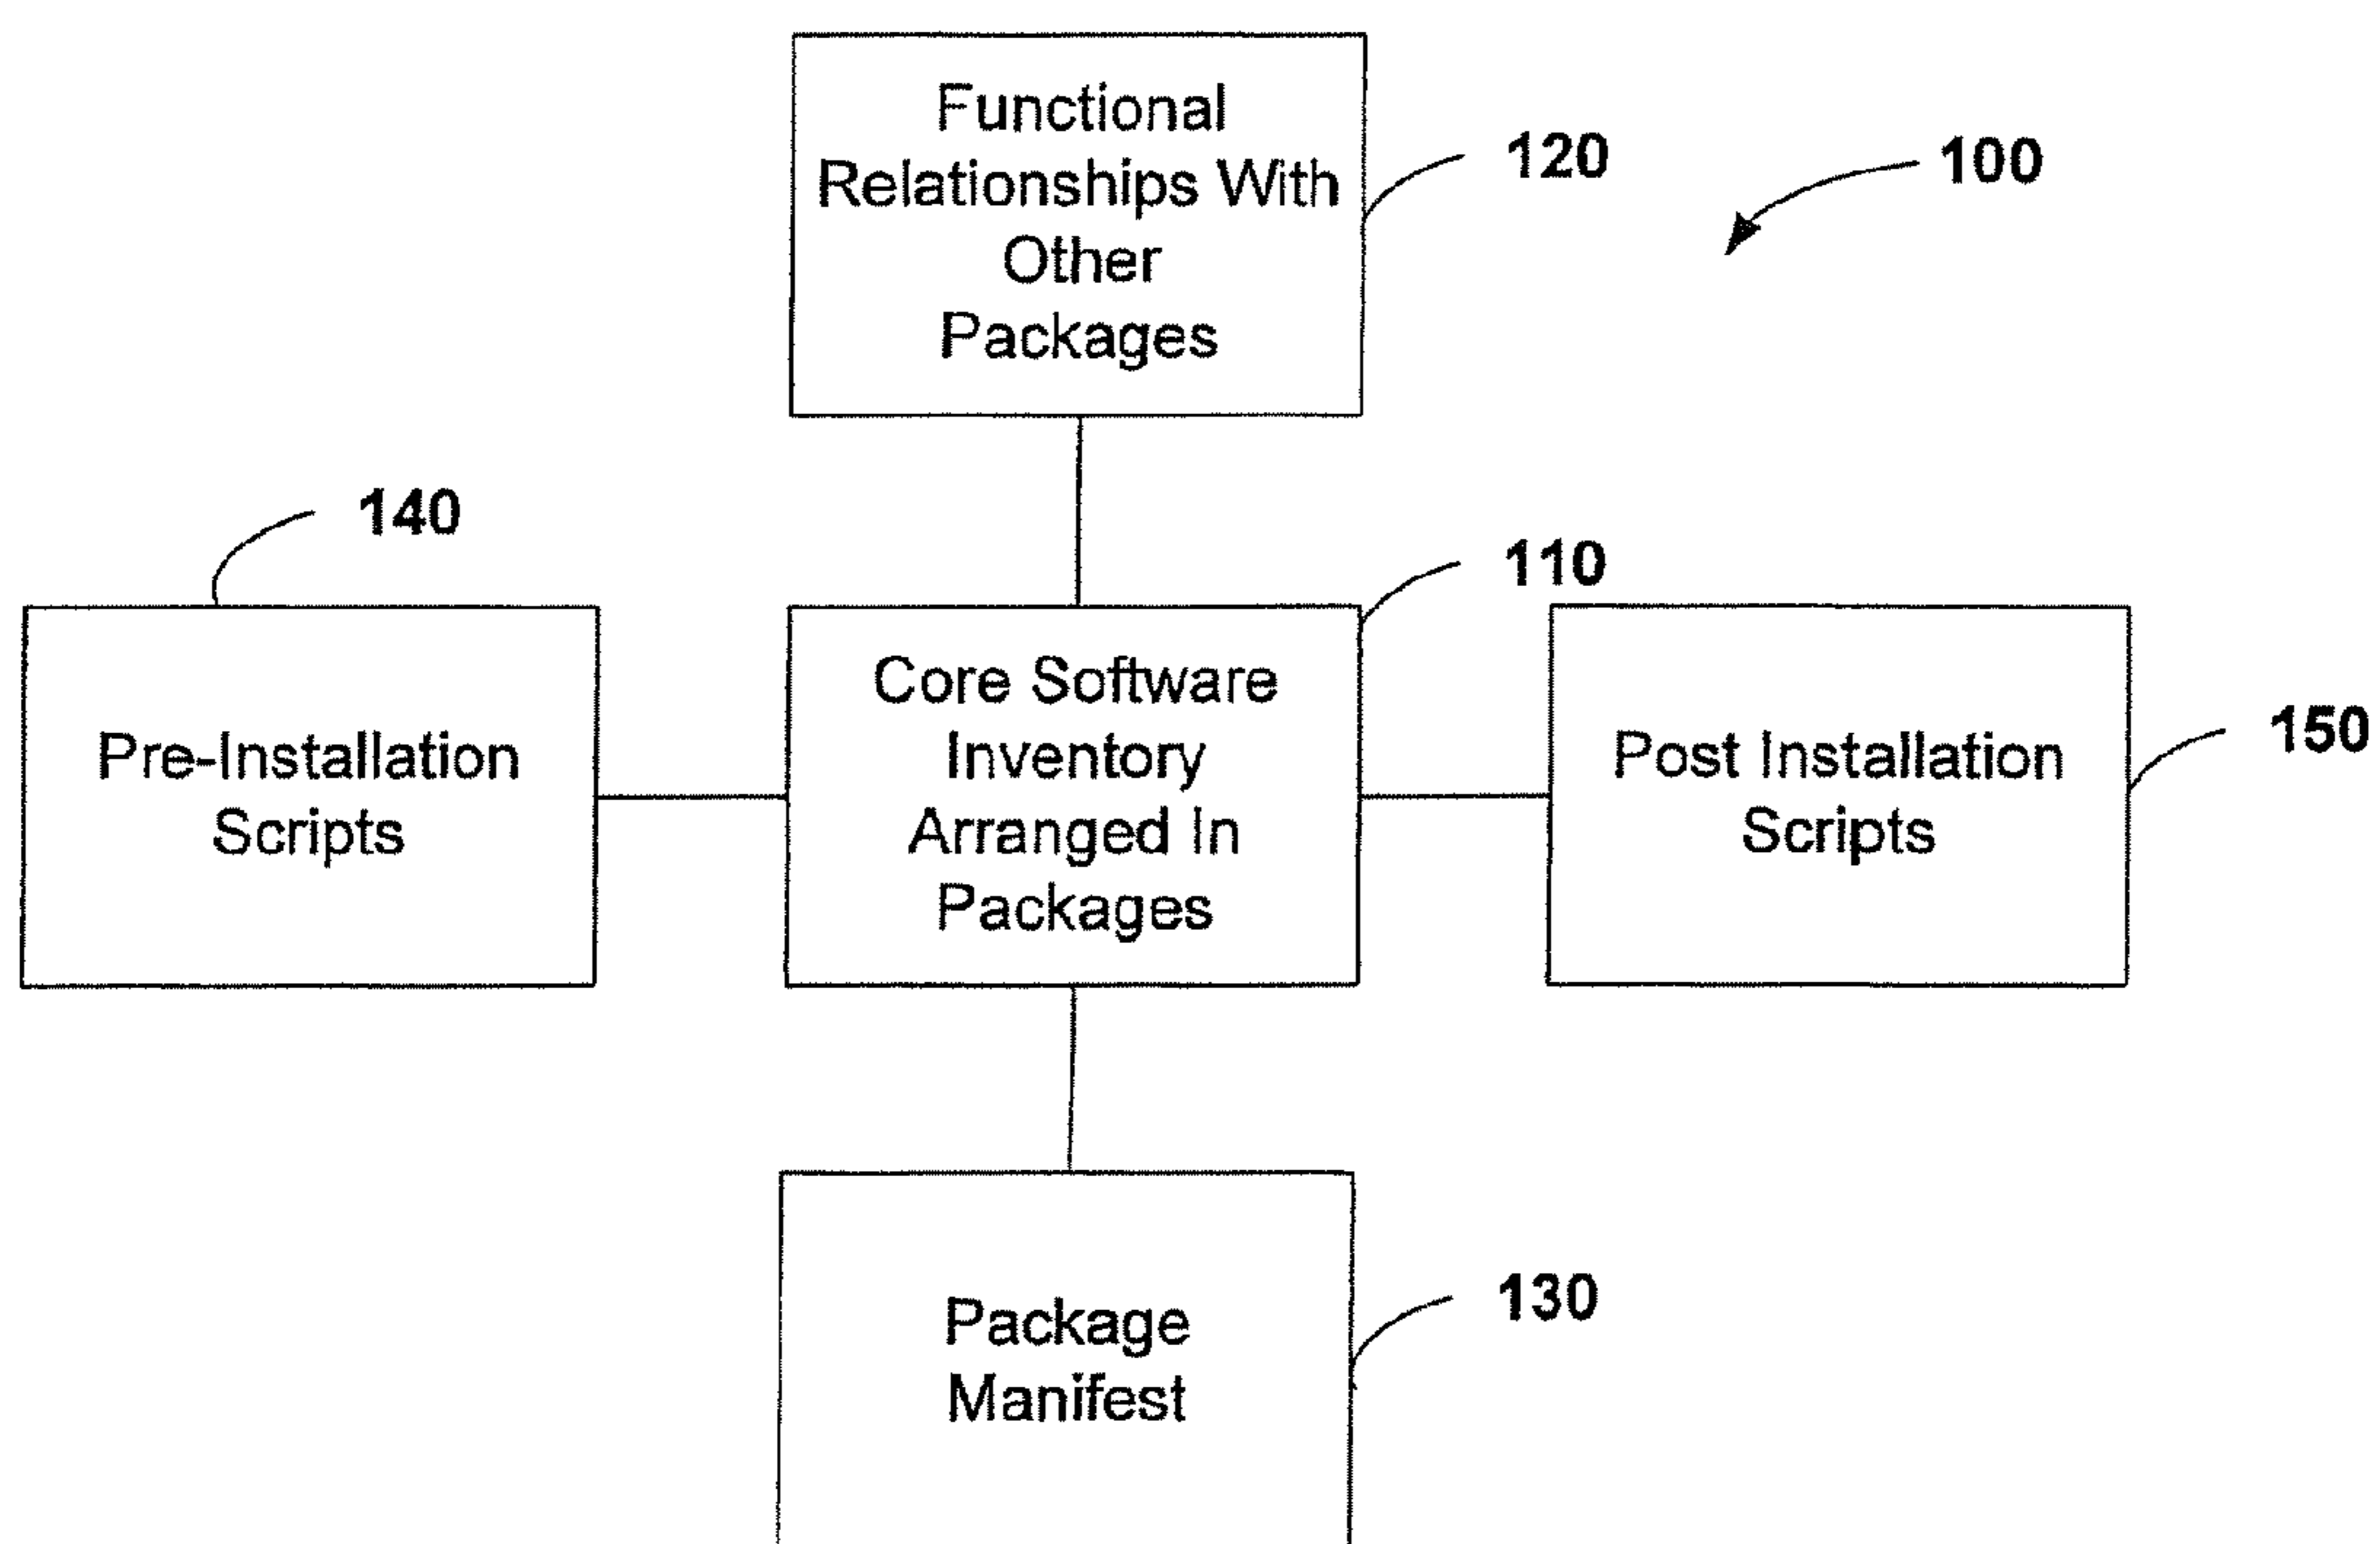 Functional
Relationships With
Other
Packages
120
100
140
110
Pre-Installation
Scripts
Core Software
Inventory
Arranged In
Packages
Post Installation
Scripts
150
Package
Manifest
130